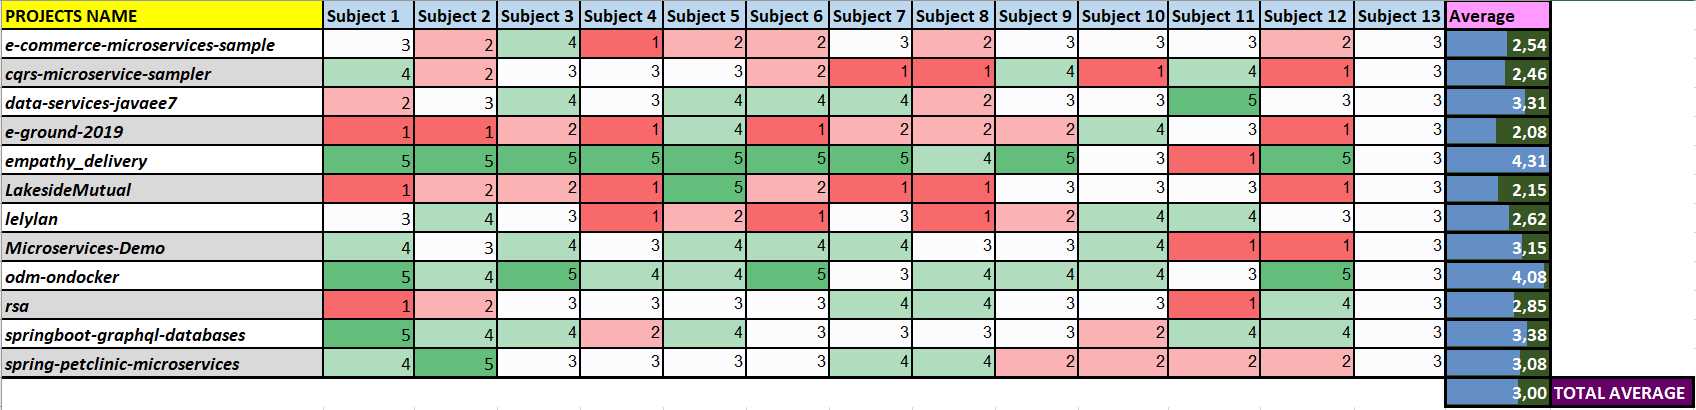 PROJECTS NAME Subject 1 Subject 2 Subject 3 Subject 4 Subject 5 Subject 6 Subject 7 Subject 8 Subject 9 Subject 10 Subject 11 Subject 12 Subject 13 Average
e-commerce-microservices-sample 3 2 4 1 2 2 3 2 3 3 3 2 3 2,54
cqrs-microservice-sampler 4 2 3 3 3 2 1 1 4 1 4 1 3 2,46
data-services-javaee7 2 3 4 3 4 4 4 2 3 3 5 3 3 3,31
e-ground-2019 1 1 2 1 4 1 2 2 2 4 3 1 3 2,08
empathy_delivery 5 5 5 5 5 5 5 4 5 3 1 5 3 4,31
LakesideMutual 1 2 2 1 5 2 1 1 3 3 3 1 3 2,15
lelylan 3 4 3 1 2 1 3 1 2 4 4 3 3 2,62
Microservices-Demo 4 3 4 3 4 4 4 3 3 4 1 1 3 3,15
odm-ondocker 5 4 5 4 4 5 3 4 4 4 3 5 3 4,08
rsa 1 2 3 3 3 3 4 4 3 3 1 4 3 2,85
springboot-graphql-databases 5 4 4 2 4 3 3 3 3 2 4 4 3 3,38
spring-petclinic-microservices 4 5 3 3 3 3 4 4 2 2 2 2 3 3,08
3,00 TOTAL AVERAGE